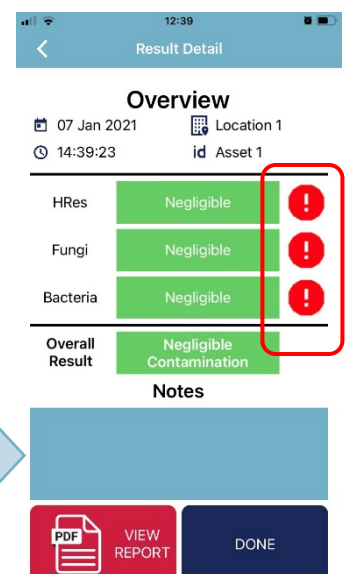 12:39
Result Detail
Overview
07 Jan 2021 Location 1
14:39:23 id Asset 1
HRes Negligible !
Fungi Negligible !
Bacteria Negligible !
Overall Result Negligible Contamination
Notes
PDF VIEW REPORT DONE